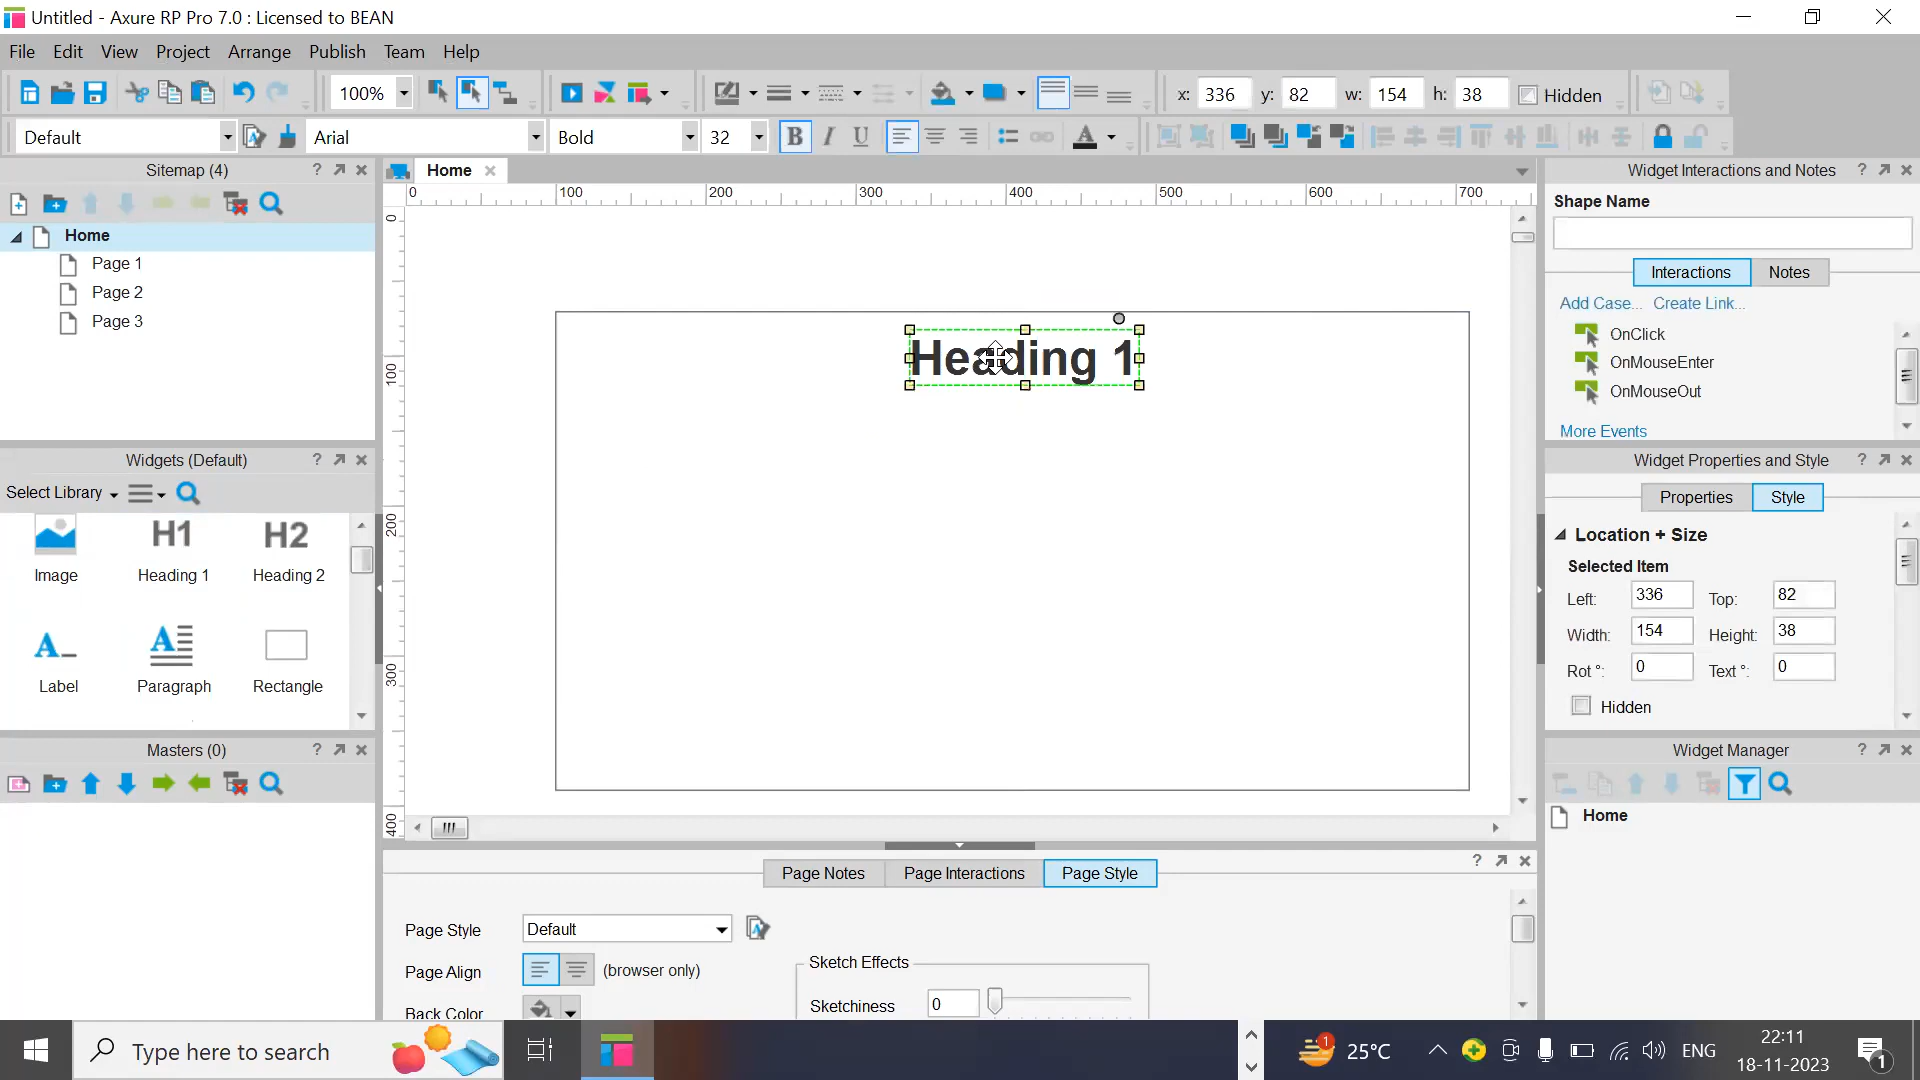 Untitled - Axure RP Pro 7.0 : Licensed to BEAN
File Edit View Project Arrange Publish Team Help
100% x: 336 y: 82 w: 154 h: 38 Hidden
Default Arial Bold 32 B I U A
Sitemap (4) ?
Home
Page 1
Page 2
Page 3
Widgets (Default) ?
Select Library
Image
H1 Heading 1
H2 Heading 2
Label
Paragraph
Rectangle
Masters (0) ?
Home
0 100 200 300 400 500 600 700
0
100
200
300
400
Heading 1
Page Notes Page Interactions Page Style ?
Page Style Default
Page Align (browser only)
Back Color
Sketch Effects
Sketchiness 0
Widget Interactions and Notes ?
Shape Name
Interactions Notes
Add Case... Create Link...
OnClick
OnMouseEnter
OnMouseOut
More Events
Widget Properties and Style ?
Properties Style
Location + Size
Selected Item
Left: 336 Top: 82
Width: 154 Height: 38
Rot °: 0 Text °: 0
Hidden
Widget Manager ?
Home
Type here to search
1 25°C ENG 22:11
18-11-2023 1